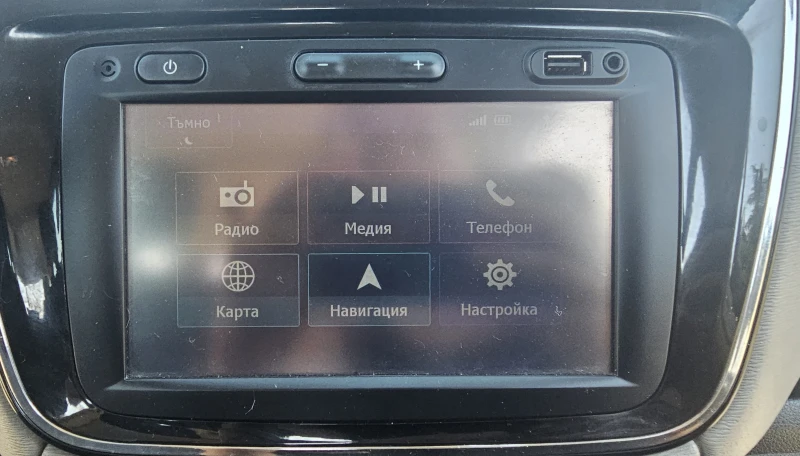 Тъмно
Радио
Медия
Телефон
Карта
Навигация
Настройка